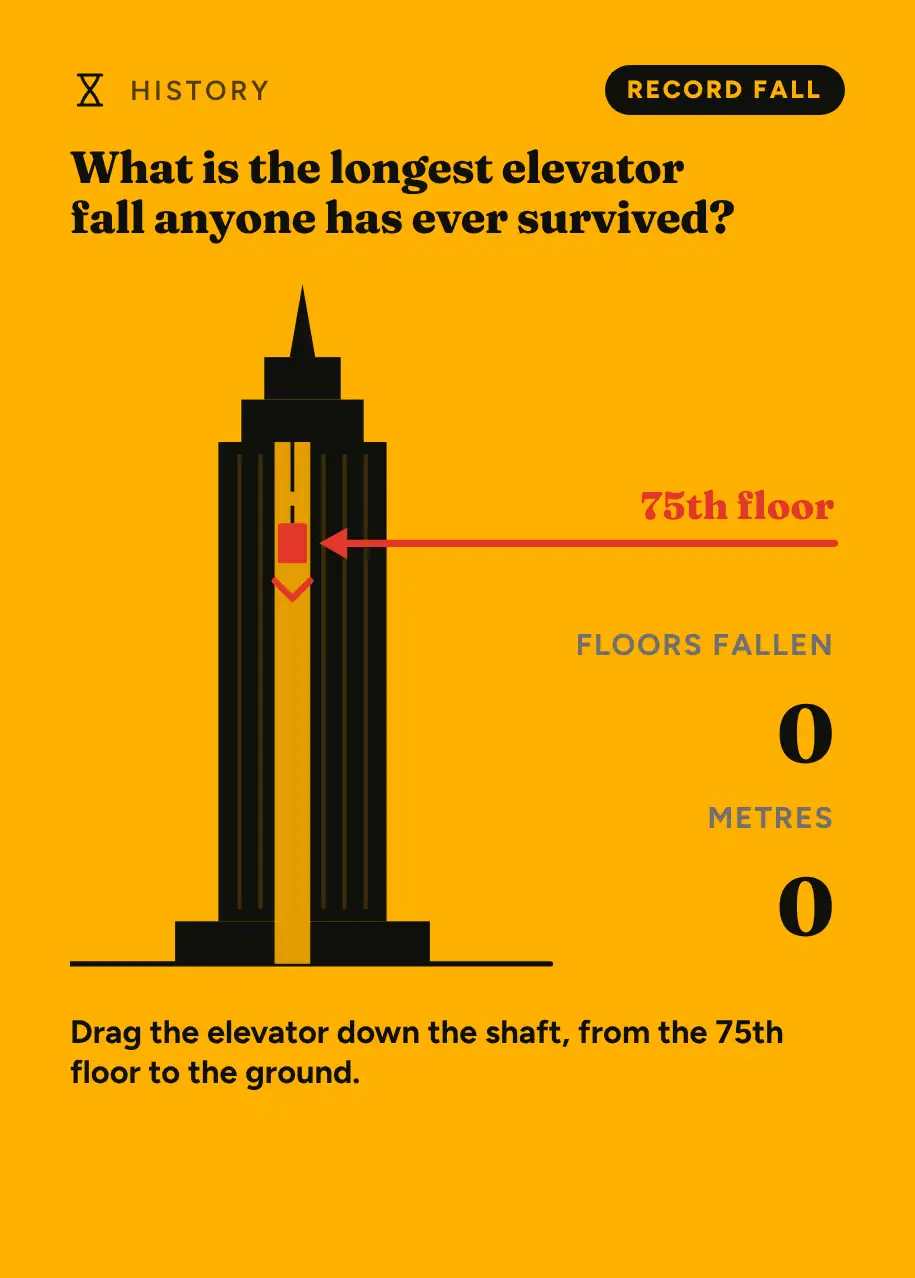 HISTORY
RECORD FALL
What is the longest elevator
fall anyone has ever survived?
75th floor
FLOORS FALLEN
0
METRES
0
Drag the elevator down the shaft, from the 75th
floor to the ground.